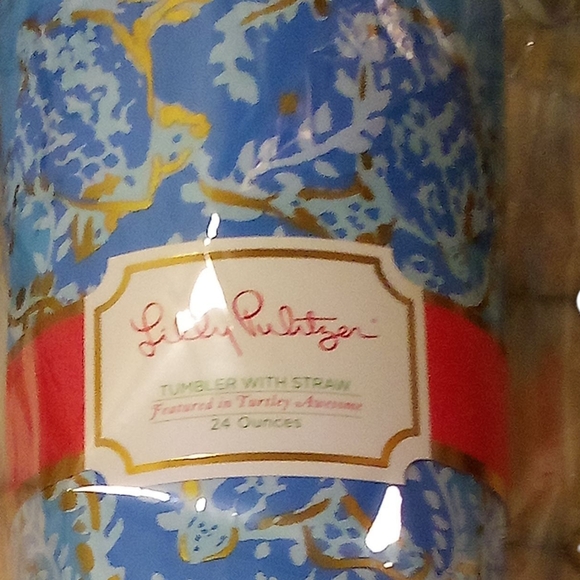 Lilly Pulitzer
TUMBLER WITH STRAW
Featured in Turtley Awesome
24 Ounces